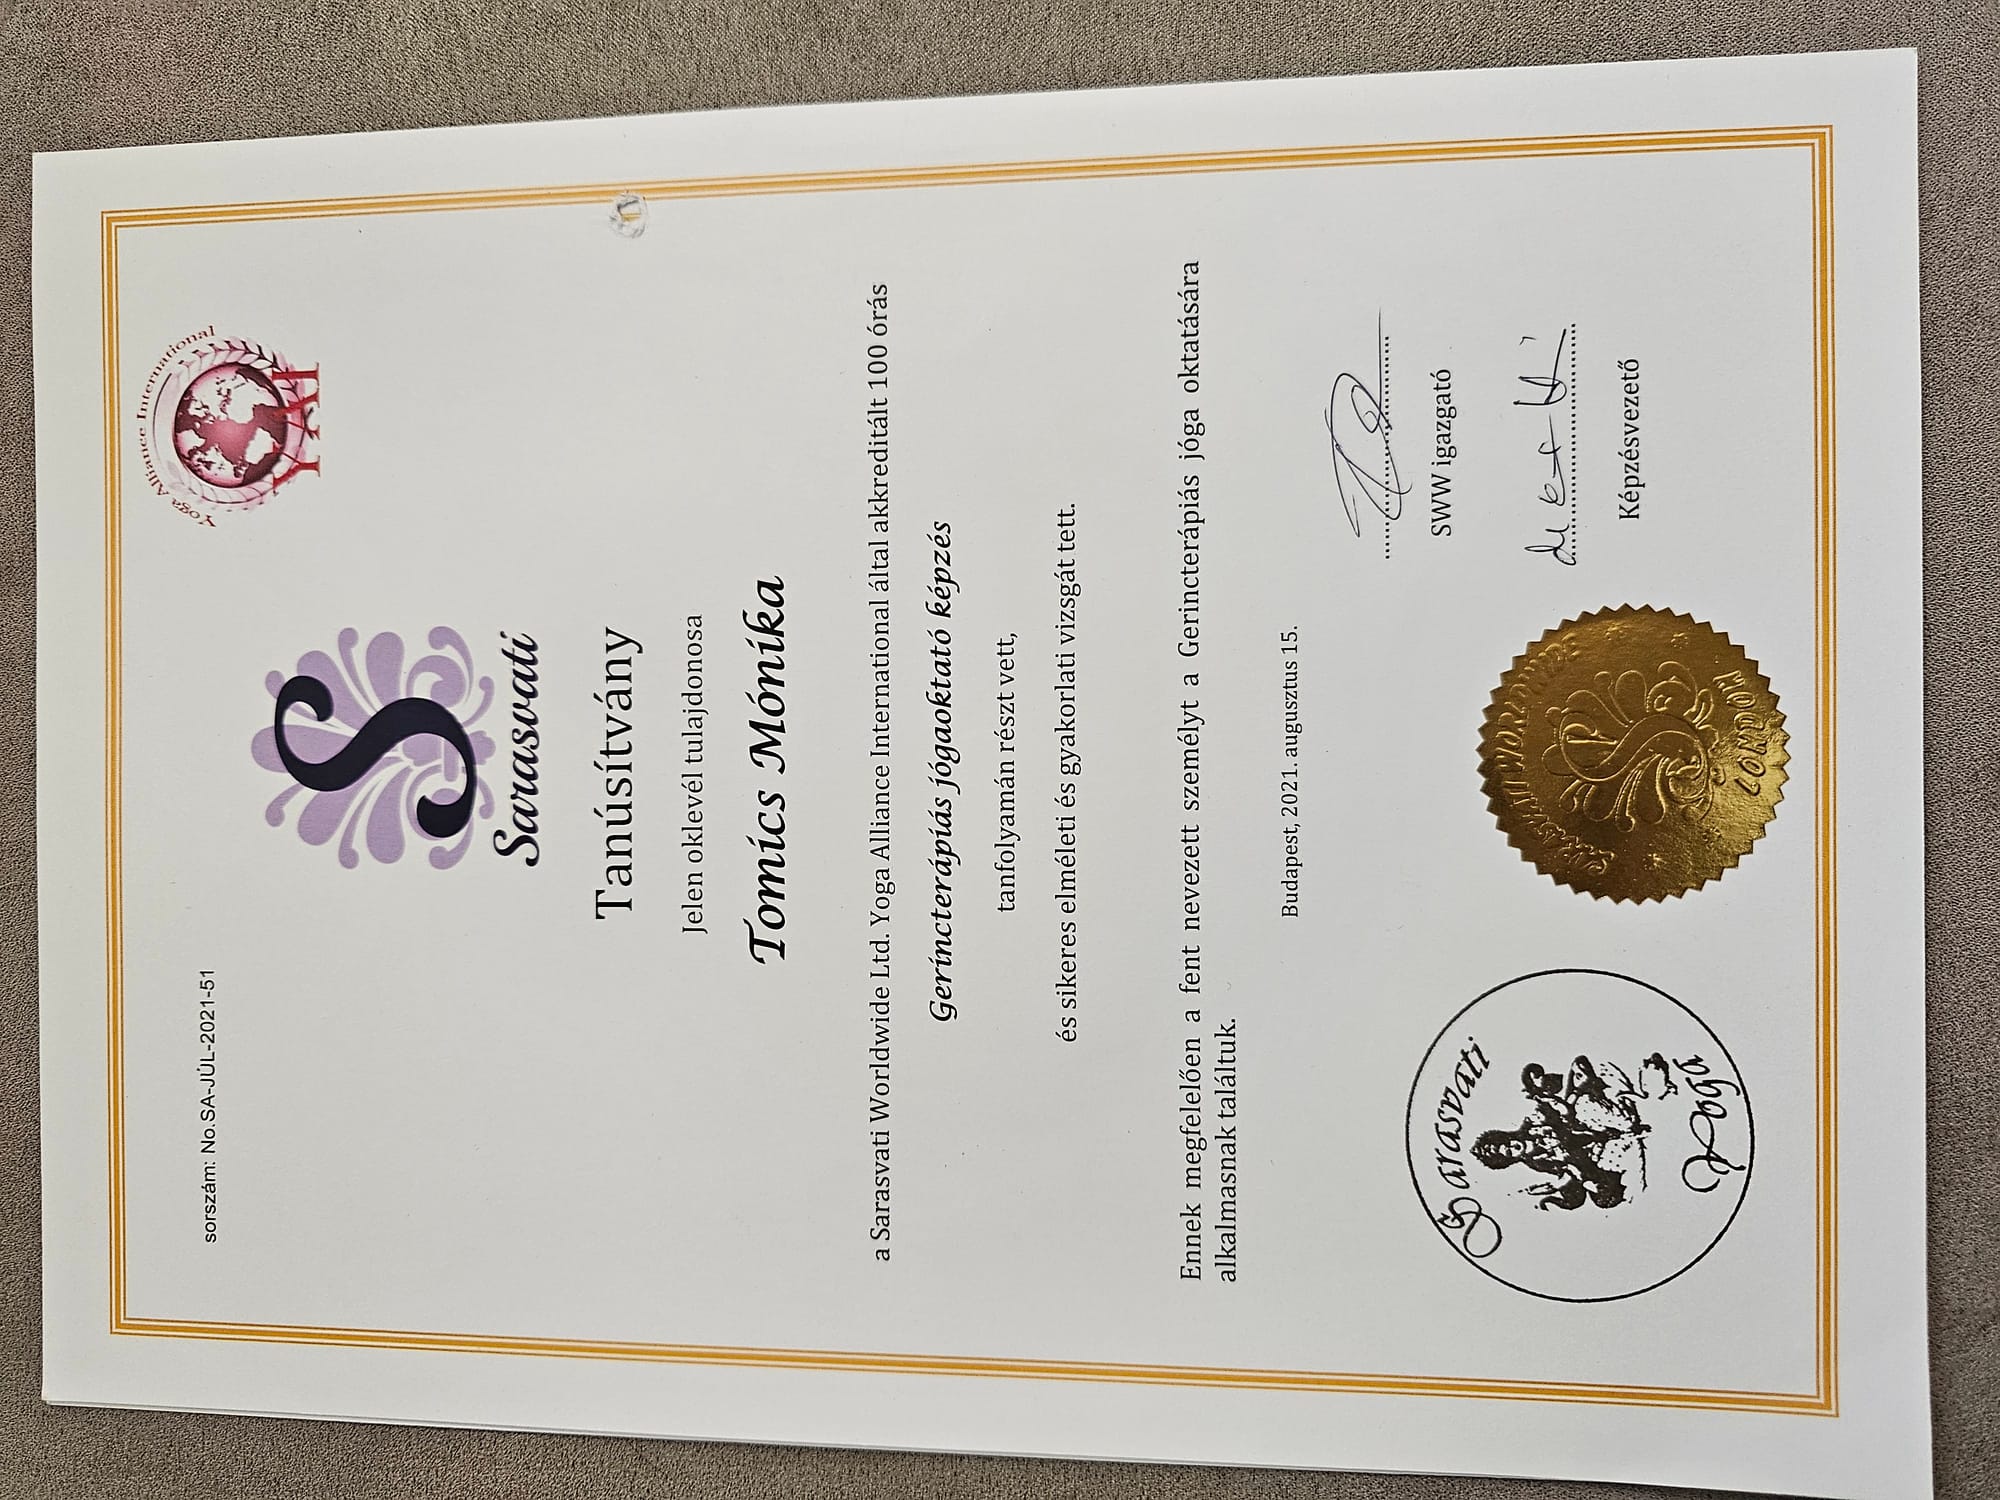 sorszám: No.SA-JÚL-2021-51
Yoga Alliance International
YAI
S
Sarasvati
Tanúsítvány
Jelen oklevél tulajdonosa
Tomics Mónika
a Sarasvati Worldwide Ltd. Yoga Alliance International által akkreditált 100 órás
Gerincterápiás jógaoktató képzés
tanfolyamán részt vett,
és sikeres elméleti és gyakorlati vizsgát tett.
Ennek megfelelően a fent nevezett személyt a Gerincterápiás jóga oktatására
alkalmasnak találtuk.
Budapest, 2021. augusztus 15.
SWW igazgató
Képzésvezető
Sarasvati
Jóga
SARASVATI WORLDWIDE
LONDON